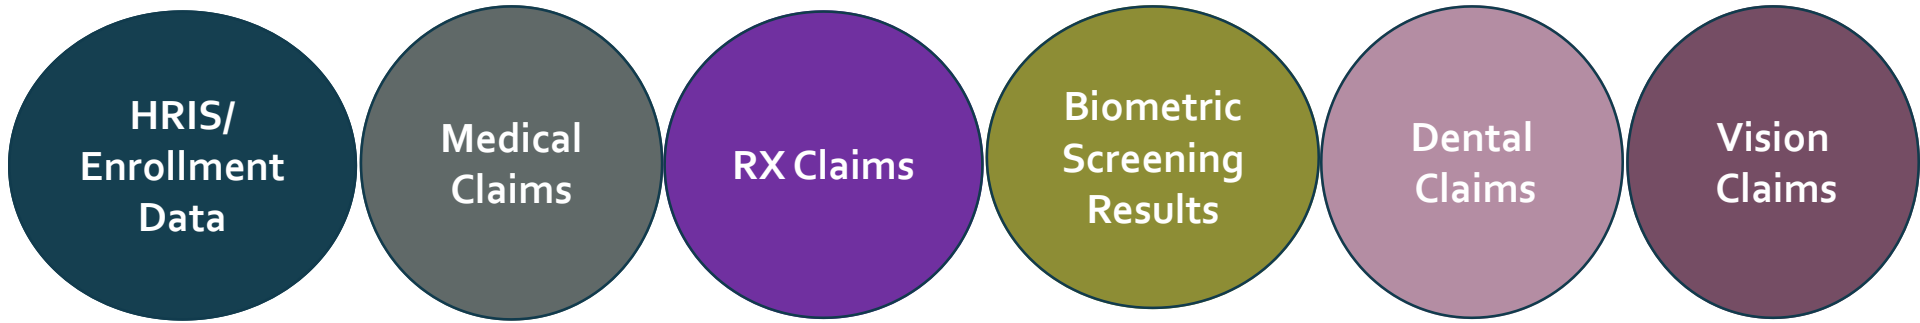 HRIS/
Enrollment
Data
Medical
Claims
RX Claims
Biometric
Screening
Results
Dental
Claims
Vision
Claims